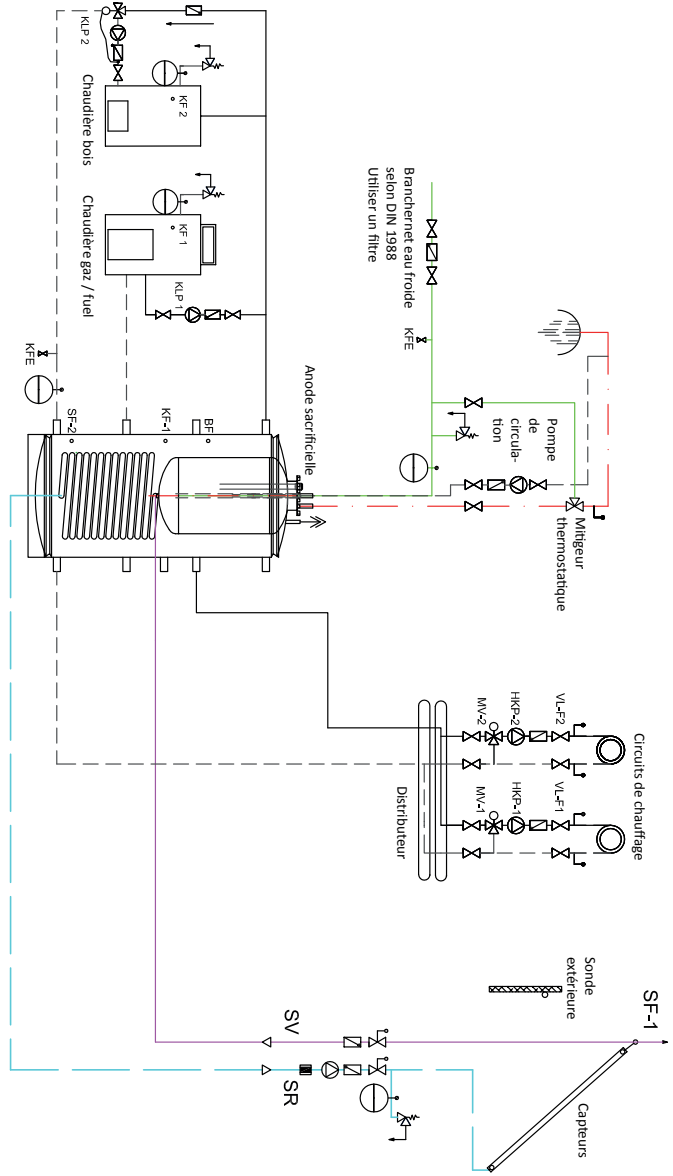 KLP 2
KF 2
Chaudière bois
KF 1
Chaudière gaz / fuel
KLP 1
Branchernet eau froide
selon DIN 1988
Utiliser un filtre
KFE
KFE
Pompe
de
circula-
tion
Mitigeur
thermostatique
Anode sacrificielle
SF-2
KF-1
BF
Circuits de chauffage
VL-F2
HKP-2
MV-2
VL-F1
HKP-1
MV-1
Distributeur
Sonde
extérieure
SF-1
Capteurs
SV
SR